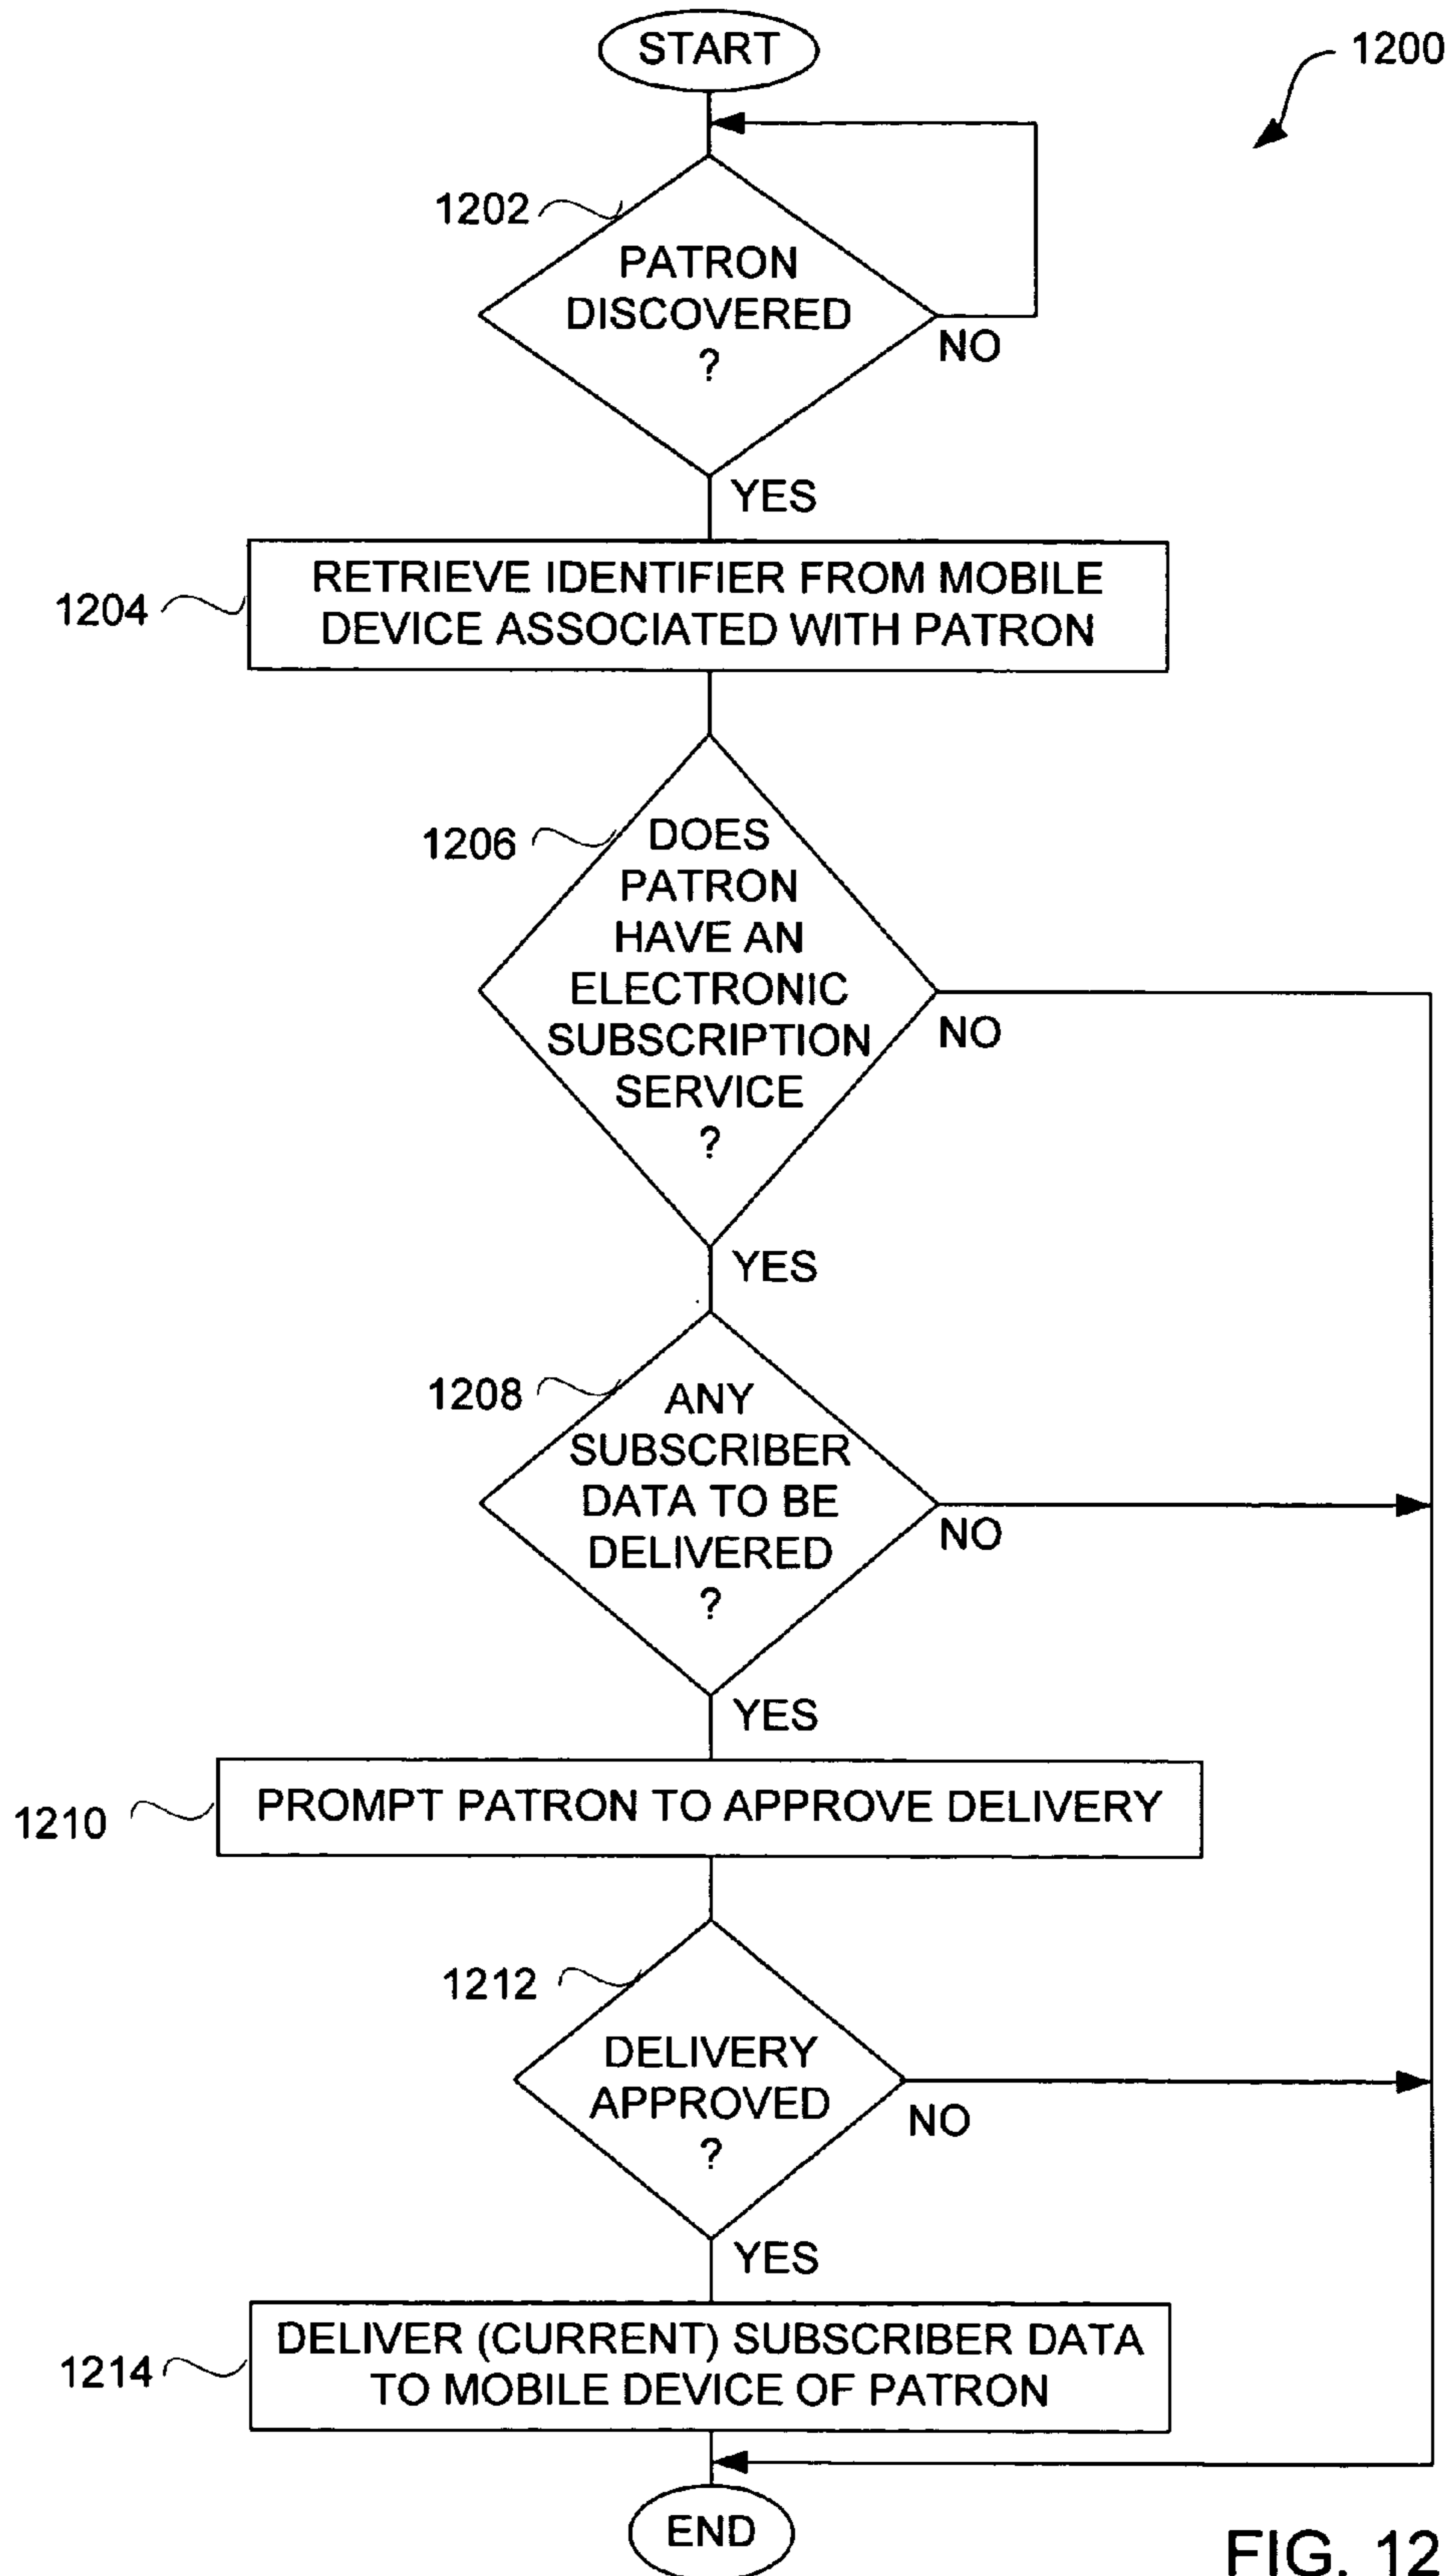 START
1200
1202
PATRON
DISCOVERED
?
NO
YES
1204
RETRIEVE IDENTIFIER FROM MOBILE
DEVICE ASSOCIATED WITH PATRON
1206
DOES
PATRON
HAVE AN
ELECTRONIC
SUBSCRIPTION
SERVICE
?
NO
YES
1208
ANY
SUBSCRIBER
DATA TO BE
DELIVERED
?
NO
YES
1210
PROMPT PATRON TO APPROVE DELIVERY
1212
DELIVERY
APPROVED
?
NO
YES
1214
DELIVER (CURRENT) SUBSCRIBER DATA
TO MOBILE DEVICE OF PATRON
END
FIG. 12